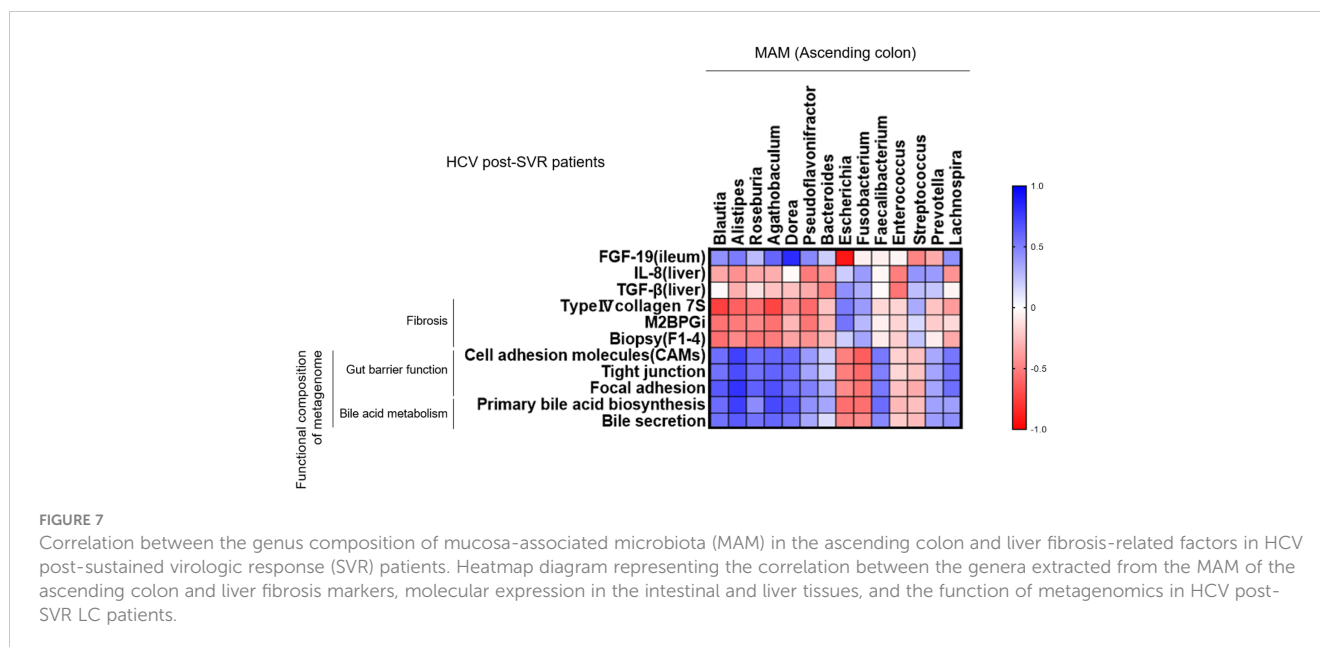 MAM (Ascending colon)
HCV post-SVR patients
Blautia
Alistipes
Roseburia
Agathobaculum
Dorea
Pseudoflavonifractor
Bacteroides
Escherichia
Fusobacterium
Faecalibacterium
Enterococcus
Streptococcus
Prevotella
Lachnospira
FGF-19(ileum)
IL-8(liver)
TGF-β(liver)
Fibrosis
TypeⅣcollagen 7S
M2BPGi
Biopsy(F1-4)
Functional composition
of metagenome
Gut barrier function
Cell adhesion molecules(CAMs)
Tight junction
Focal adhesion
Bile acid metabolism
Primary bile acid biosynthesis
Bile secretion
1.0
0.5
0
-0.5
-1.0
FIGURE 7
Correlation between the genus composition of mucosa-associated microbiota (MAM) in the ascending colon and liver fibrosis-related factors in HCV
post-sustained virologic response (SVR) patients. Heatmap diagram representing the correlation between the genera extracted from the MAM of the
ascending colon and liver fibrosis markers, molecular expression in the intestinal and liver tissues, and the function of metagenomics in HCV post-
SVR LC patients.